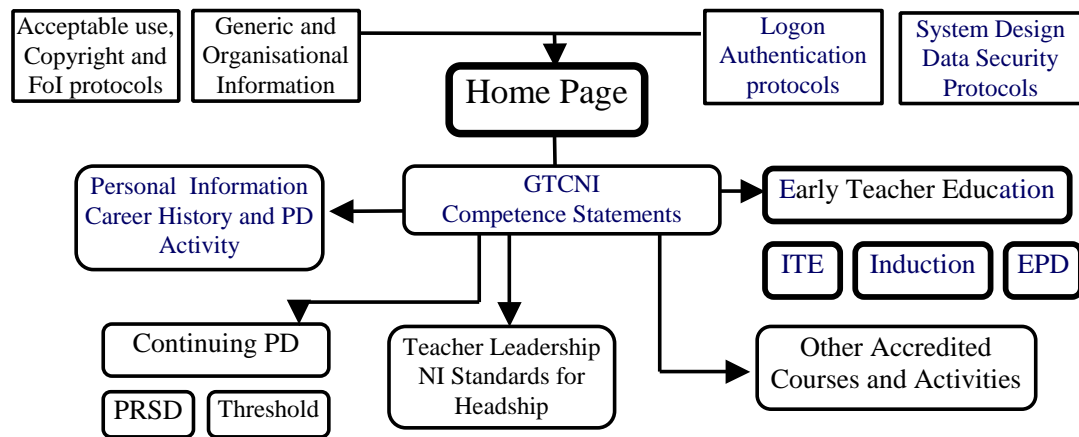 Acceptable use,
Copyright and
FoI protocols
Generic and
Organisational
Information
Logon
Authentication
protocols
System Design
Data Security
Protocols
Home Page
Personal Information
Career History and PD
Activity
GTCNI
Competence Statements
Early Teacher Education
ITE
Induction
EPD
Continuing PD
PRSD
Threshold
Teacher Leadership
NI Standards for
Headship
Other Accredited
Courses and Activities